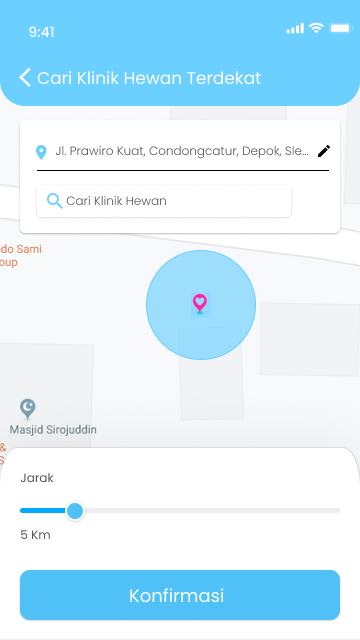 9:41
Cari Klinik Hewan Terdekat
Jl. Prawiro Kuat, Condongcatur, Depok, Sle...
Cari Klinik Hewan
do Sami
oup
Masjid Sirojuddin
&
S
Jarak
5 Km
Konfirmasi